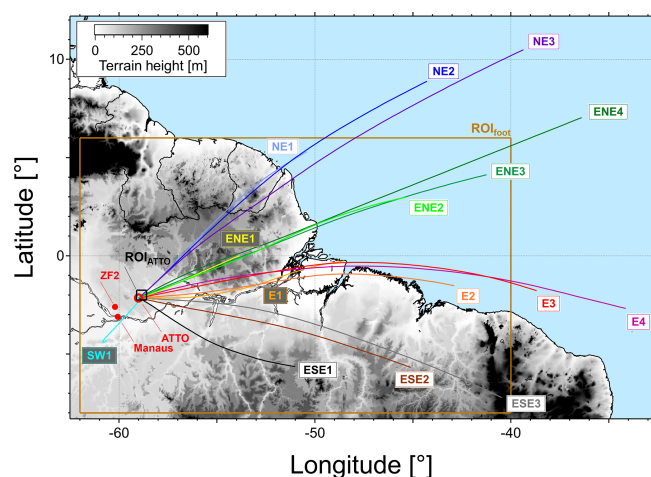 0 250 500
Terrain height [m]
NE3
NE2
ENE4
ROIfoot
NE1
ENE3
ENE2
ENE1
ROIATTO
ZF2
E1
E2
E3
E4
ATTO
Manaus
SW1
ESE1
ESE2
ESE3
10
0
Latitude [°]
-60 -50 -40
Longitude [°]